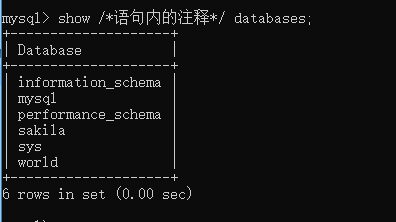 mysql> show /*语句内的注释*/ databases;
+--------------------+
| Database           |
+--------------------+
| information_schema |
| mysql              |
| performance_schema |
| sakila             |
| sys                |
| world              |
+--------------------+
6 rows in set (0.00 sec)